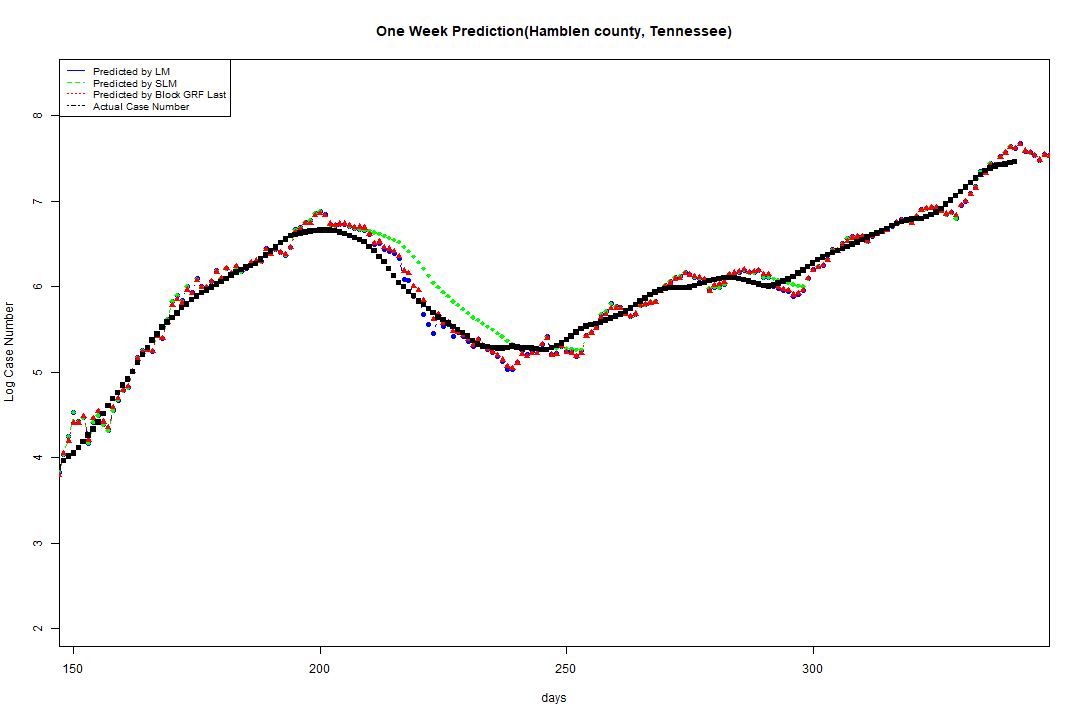 One Week Prediction(Hamblen county, Tennessee)
Predicted by LM
Predicted by SLM
Predicted by Block GRF Last
Actual Case Number
8
7
6
5
4
3
2
Log Case Number
150 200 250 300
days